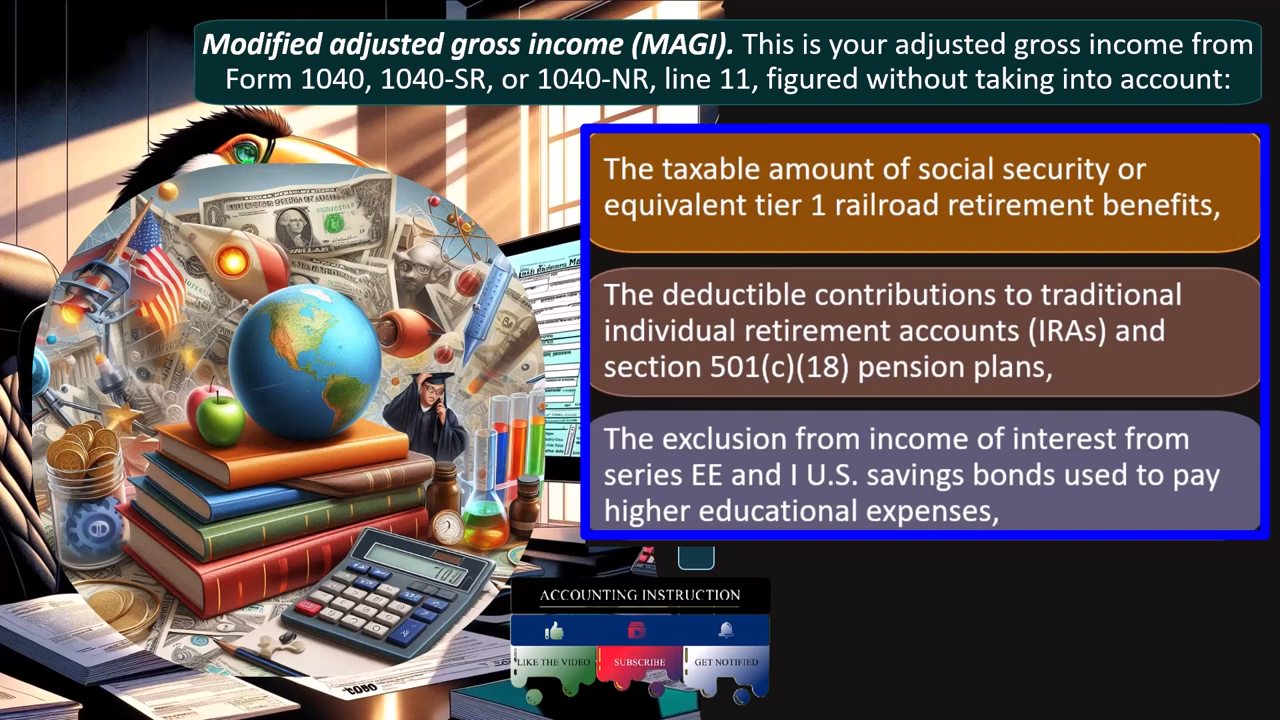 Modified adjusted gross income (MAGI). This is your adjusted gross income from
Form 1040, 1040-SR, or 1040-NR, line 11, figured without taking into account:
The taxable amount of social security or
equivalent tier 1 railroad retirement benefits,
The deductible contributions to traditional
individual retirement accounts (IRAs) and
section 501(c)(18) pension plans,
The exclusion from income of interest from
series EE and I U.S. savings bonds used to pay
higher educational expenses,
ACCOUNTING INSTRUCTION
LIKE THE VIDEO
SUBSCRIBE
GET NOTIFIED